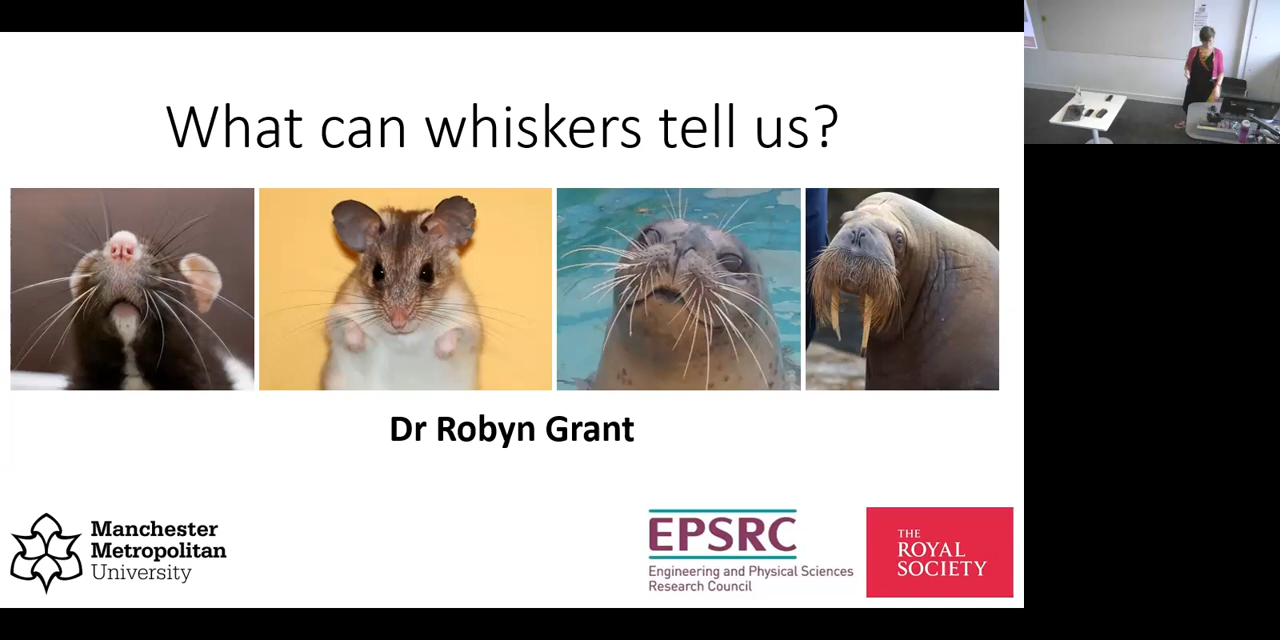 What can whiskers tell us?
Dr Robyn Grant
Manchester
Metropolitan
University
EPSRC
Engineering and Physical Sciences
Research Council
THE
ROYAL
SOCIETY